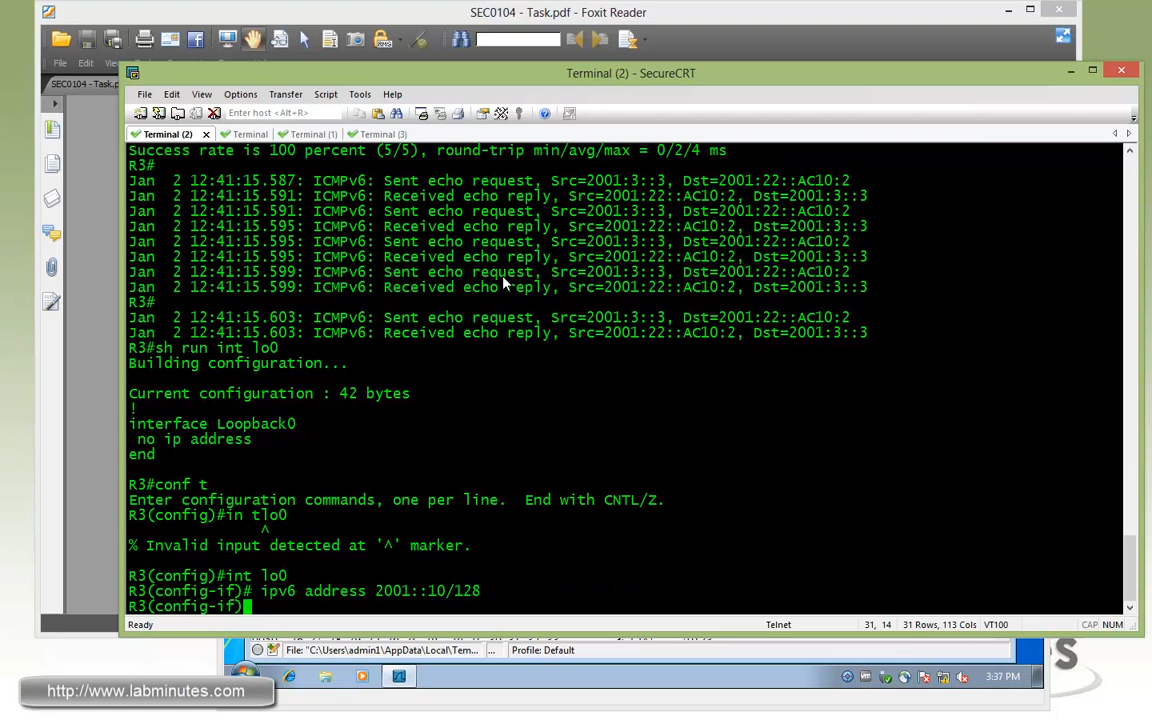 SEC0104 - Task.pdf - Foxit Reader
File Edit
SEC0104 - Task.p
Terminal (2) - SecureCRT
File Edit View Options Transfer Script Tools Help
Enter host <Alt+R>
Terminal (2) Terminal Terminal (1) Terminal (3)
Success rate is 100 percent (5/5), round-trip min/avg/max = 0/2/4 ms
R3#
Jan  2 12:41:15.587: ICMPv6: Sent echo request, Src=2001:3::3, Dst=2001:22::AC10:2
Jan  2 12:41:15.591: ICMPv6: Received echo reply, Src=2001:22::AC10:2, Dst=2001:3::3
Jan  2 12:41:15.591: ICMPv6: Sent echo request, Src=2001:3::3, Dst=2001:22::AC10:2
Jan  2 12:41:15.595: ICMPv6: Received echo reply, Src=2001:22::AC10:2, Dst=2001:3::3
Jan  2 12:41:15.595: ICMPv6: Sent echo request, Src=2001:3::3, Dst=2001:22::AC10:2
Jan  2 12:41:15.595: ICMPv6: Received echo reply, Src=2001:22::AC10:2, Dst=2001:3::3
Jan  2 12:41:15.599: ICMPv6: Sent echo request, Src=2001:3::3, Dst=2001:22::AC10:2
Jan  2 12:41:15.599: ICMPv6: Received echo reply, Src=2001:22::AC10:2, Dst=2001:3::3
R3#
Jan  2 12:41:15.603: ICMPv6: Sent echo request, Src=2001:3::3, Dst=2001:22::AC10:2
Jan  2 12:41:15.603: ICMPv6: Received echo reply, Src=2001:22::AC10:2, Dst=2001:3::3
R3#sh run int lo0
Building configuration...
Current configuration : 42 bytes
!
interface Loopback0
 no ip address
end
R3#conf t
Enter configuration commands, one per line.  End with CNTL/Z.
R3(config)#in tlo0
^
% Invalid input detected at '^' marker.
R3(config)#int lo0
R3(config-if)# ipv6 address 2001::10/128
R3(config-if)
Ready Telnet 31, 14 31 Rows, 113 Cols VT100 CAP NUM
File: "C:\Users\admin1\AppData\Local\Tem... ... Profile: Default
3:37 PM
http://www.labminutes.com